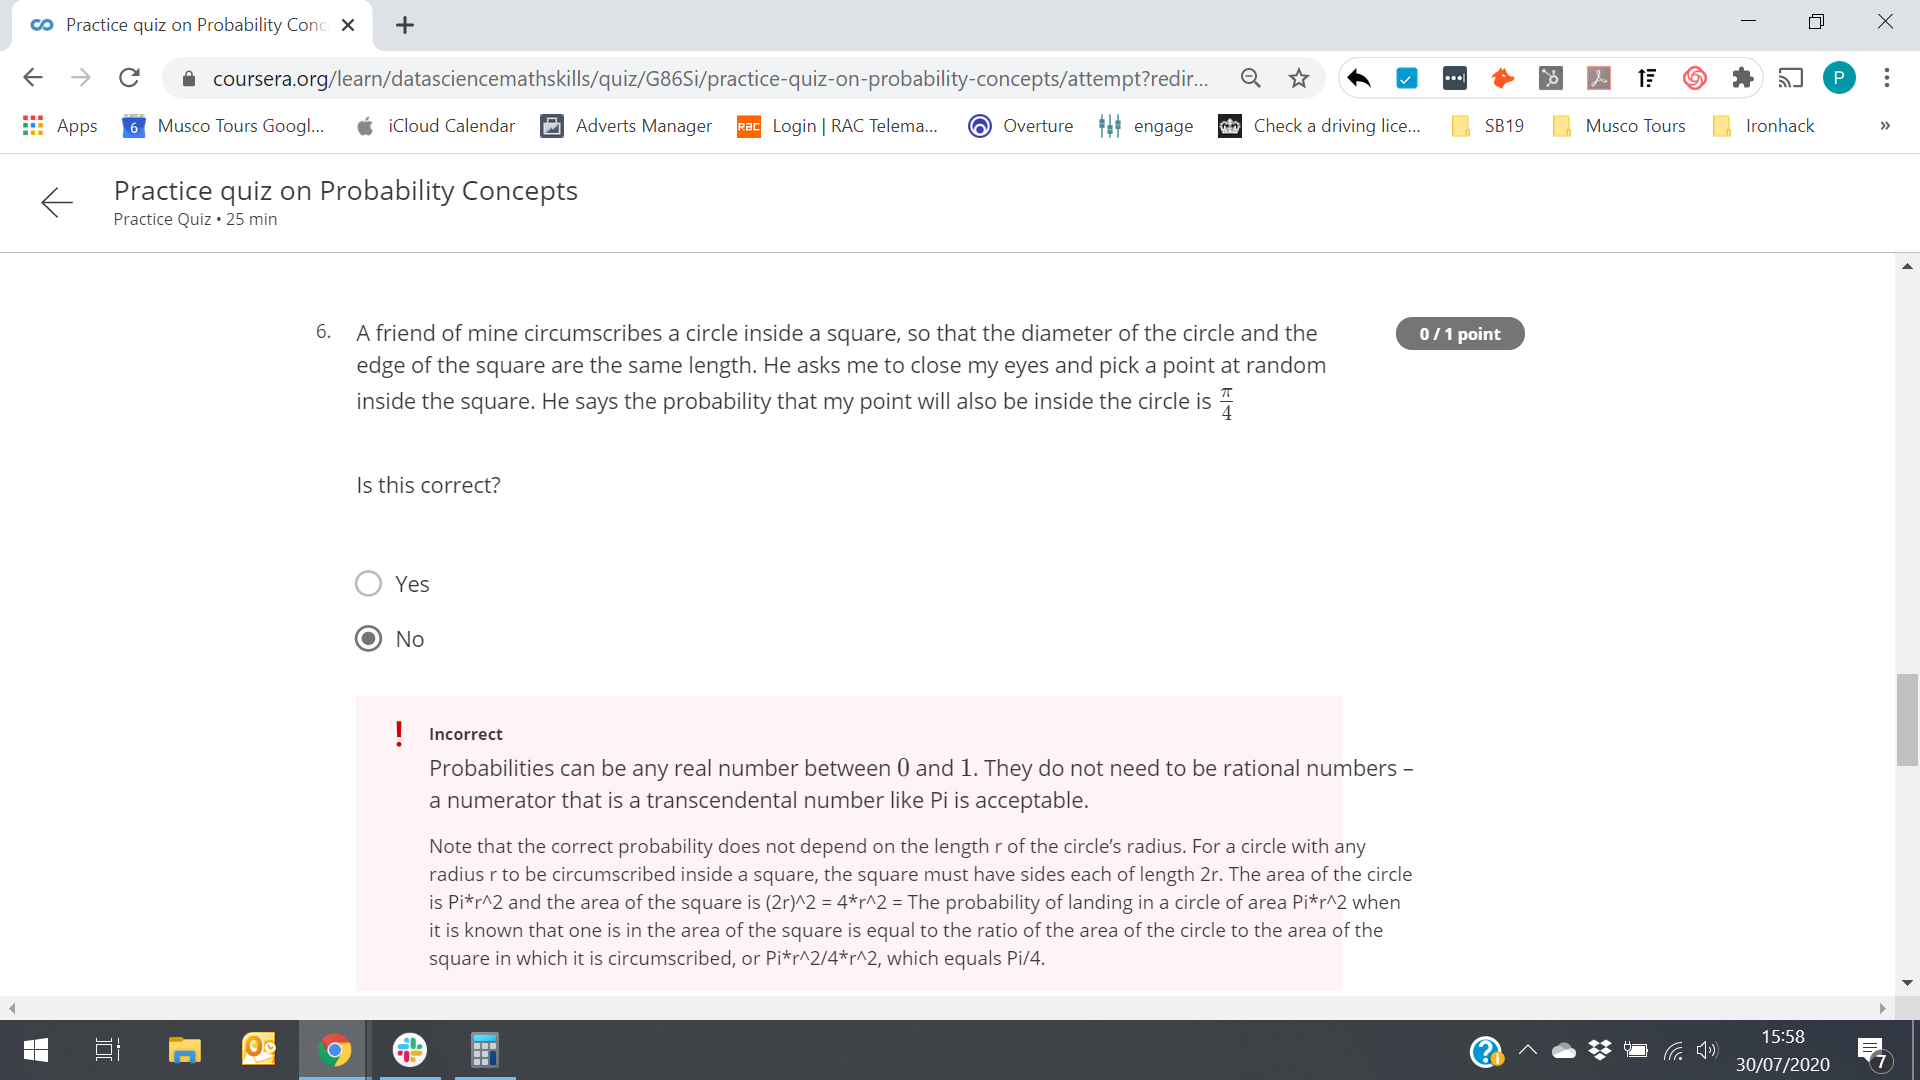 Practice quiz on Probability Conc
coursera.org/learn/datasciencemathskills/quiz/G86Si/practice-quiz-on-probability-concepts/attempt?redir...
P
Apps
6
Musco Tours Googl...
iCloud Calendar
Adverts Manager
RAC
Login | RAC Telema...
Overture
engage
Check a driving lice...
SB19
Musco Tours
Ironhack
»
Practice quiz on Probability Concepts
Practice Quiz • 25 min
6. A friend of mine circumscribes a circle inside a square, so that the diameter of the circle and the
0 / 1 point
edge of the square are the same length. He asks me to close my eyes and pick a point at random
inside the square. He says the probability that my point will also be inside the circle is π/4
Is this correct?
Yes
No
! Incorrect
Probabilities can be any real number between 0 and 1. They do not need to be rational numbers –
a numerator that is a transcendental number like Pi is acceptable.
Note that the correct probability does not depend on the length r of the circle's radius. For a circle with any
radius r to be circumscribed inside a square, the square must have sides each of length 2r. The area of the circle
is Pi*r^2 and the area of the square is (2r)^2 = 4*r^2 = The probability of landing in a circle of area Pi*r^2 when
it is known that one is in the area of the square is equal to the ratio of the area of the circle to the area of the
square in which it is circumscribed, or Pi*r^2/4*r^2, which equals Pi/4.
15:58
30/07/2020
7